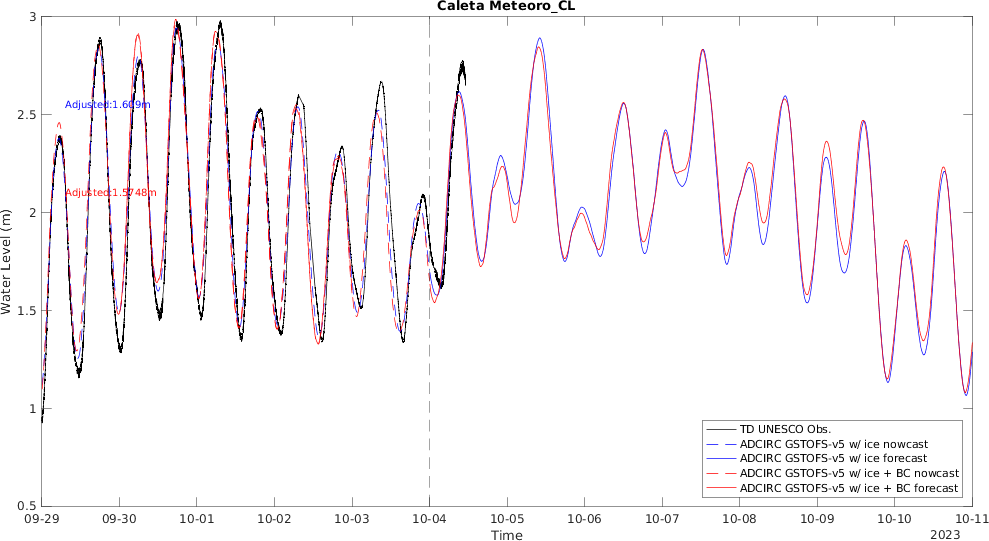 Caleta Meteoro_CL
3
2.5
2
1.5
1
0.5
Water Level (m)
Adjusted:1.609m
Adjusted:1.5748m
TD UNESCO Obs.
ADCIRC GSTOFS-v5 w/ ice nowcast
ADCIRC GSTOFS-v5 w/ ice forecast
ADCIRC GSTOFS-v5 w/ ice + BC nowcast
ADCIRC GSTOFS-v5 w/ ice + BC forecast
09-29 09-30 10-01 10-02 10-03 10-04 10-05 10-06 10-07 10-08 10-09 10-10 10-11
Time
2023